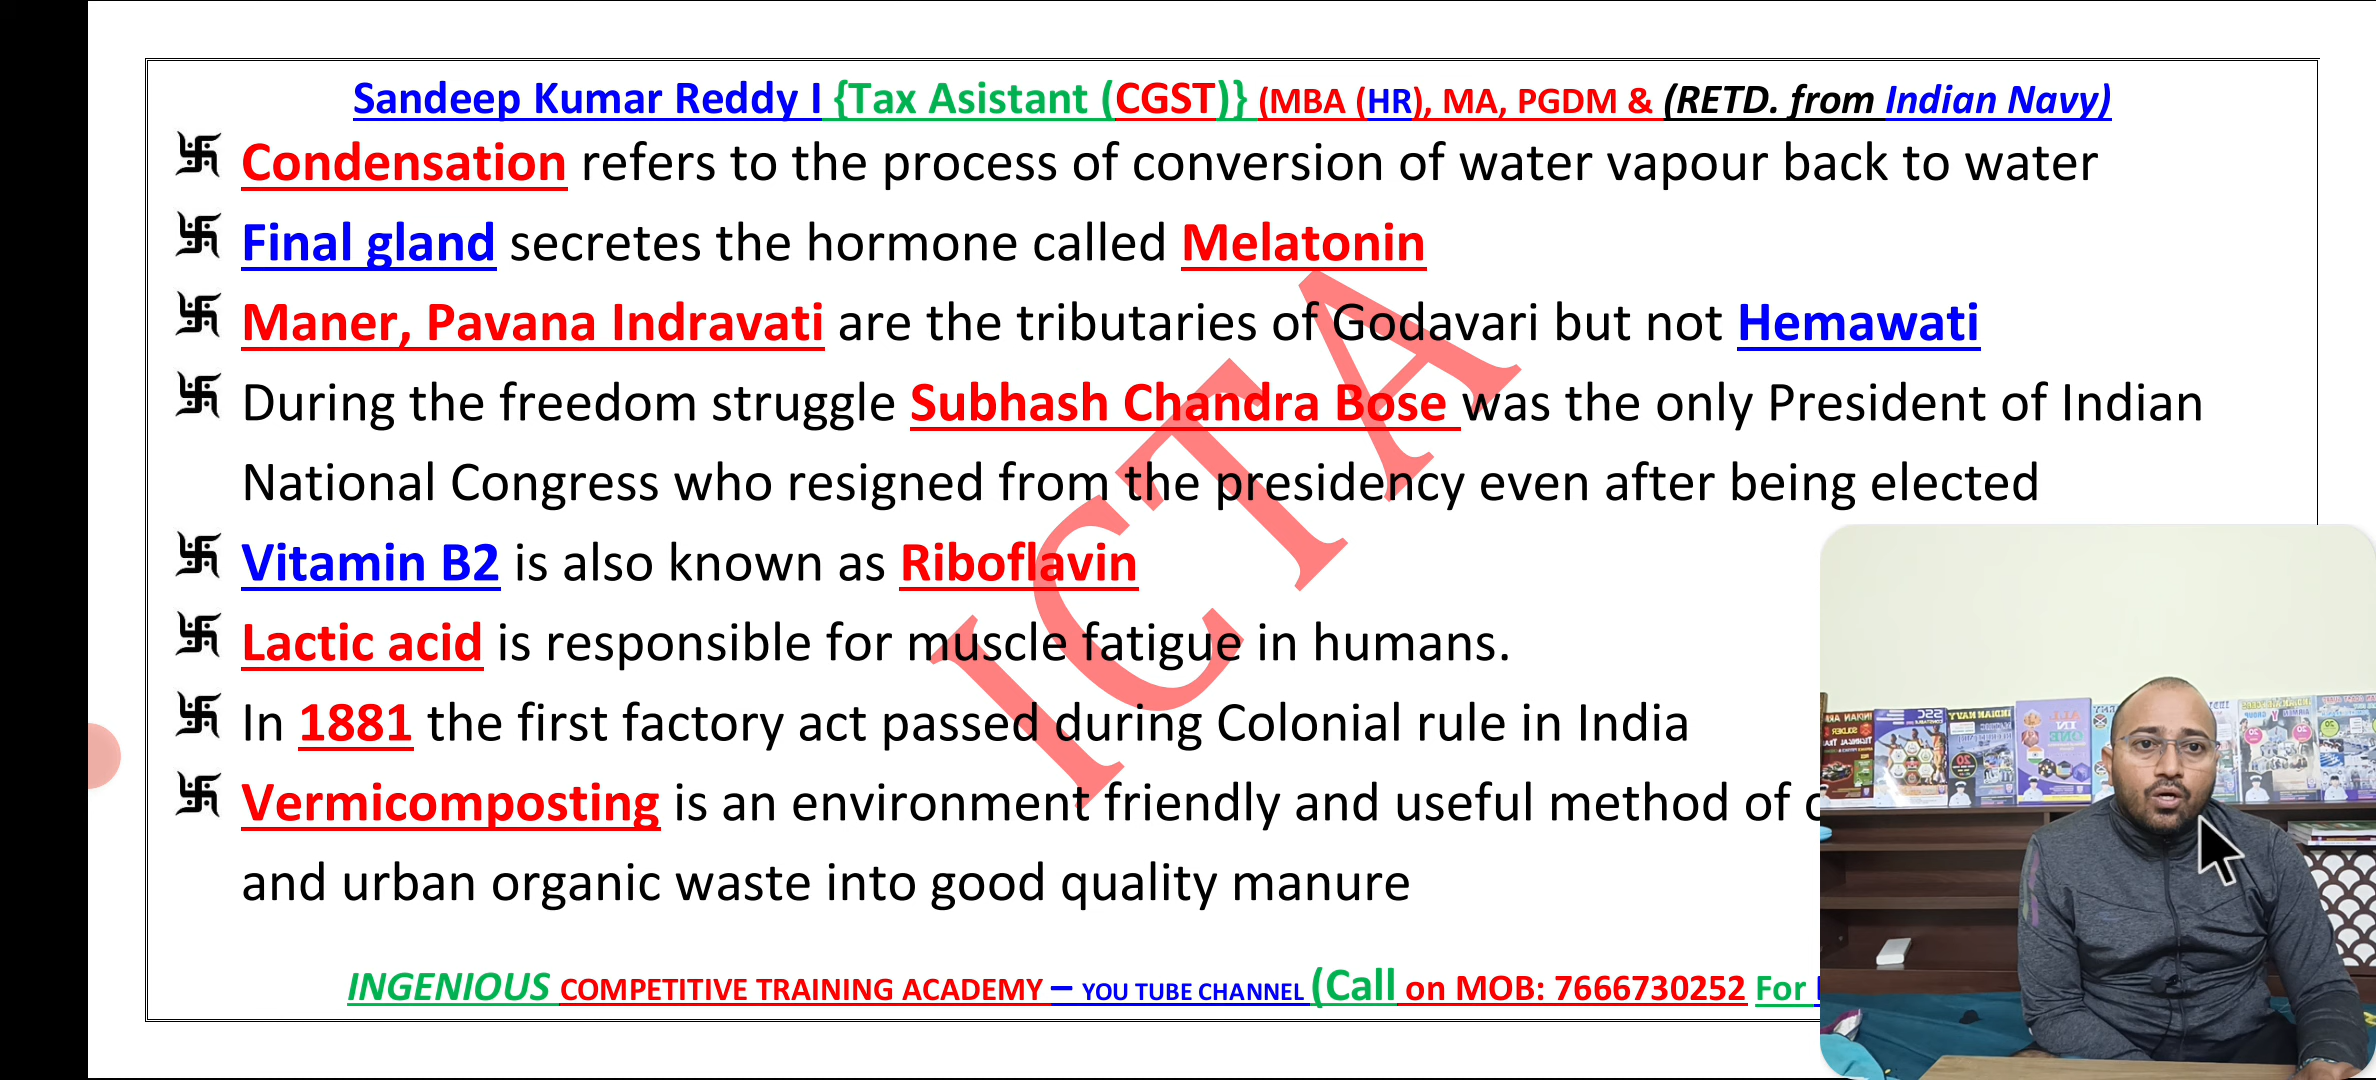 Sandeep Kumar Reddy I {Tax Asistant (CGST)} (MBA (HR), MA, PGDM & (RETD. from Indian Navy)
Condensation refers to the process of conversion of water vapour back to water
Final gland secretes the hormone called Melatonin
Maner, Pavana Indravati are the tributaries of Godavari but not Hemawati
During the freedom struggle Subhash Chandra Bose was the only President of Indian
National Congress who resigned from the presidency even after being elected
Vitamin B2 is also known as Riboflavin
Lactic acid is responsible for muscle fatigue in humans.
In 1881 the first factory act passed during Colonial rule in India
Vermicomposting is an environment friendly and useful method of
and urban organic waste into good quality manure
INGENIOUS COMPETITIVE TRAINING ACADEMY – YOU TUBE CHANNEL (Call on MOB: 7666730252 For
ICTA